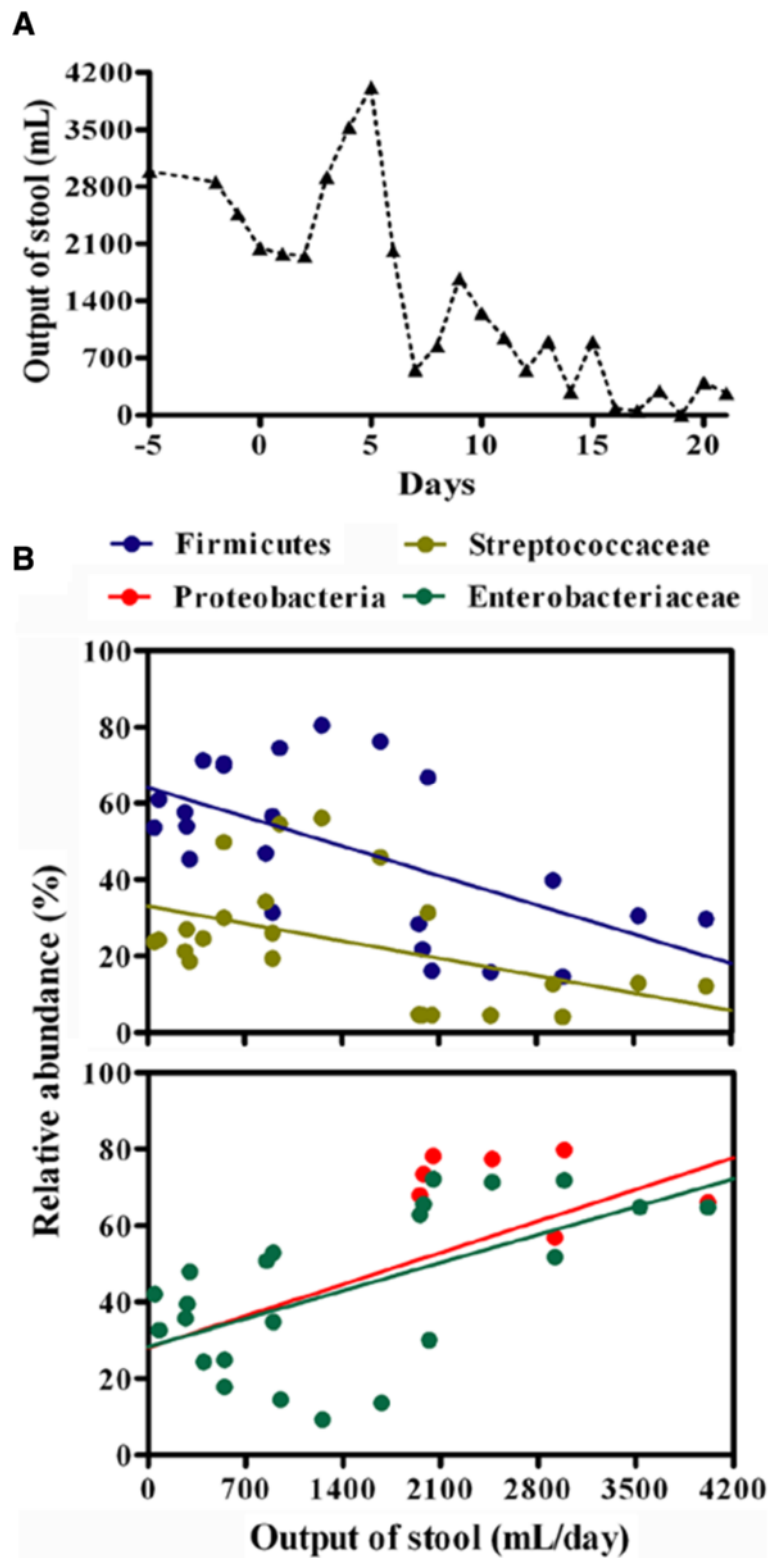 A
4200
3500
2800
2100
1400
700
0
Output of stool (mL)
-5 0 5 10 15 20
Days
B
Firmicutes Streptococcaceae
Proteobacteria Enterobacteriaceae
Relative abundance (%)
100
80
60
40
20
0
100
80
60
40
20
0
0 700 1400 2100 2800 3500 4200
Output of stool (mL/day)